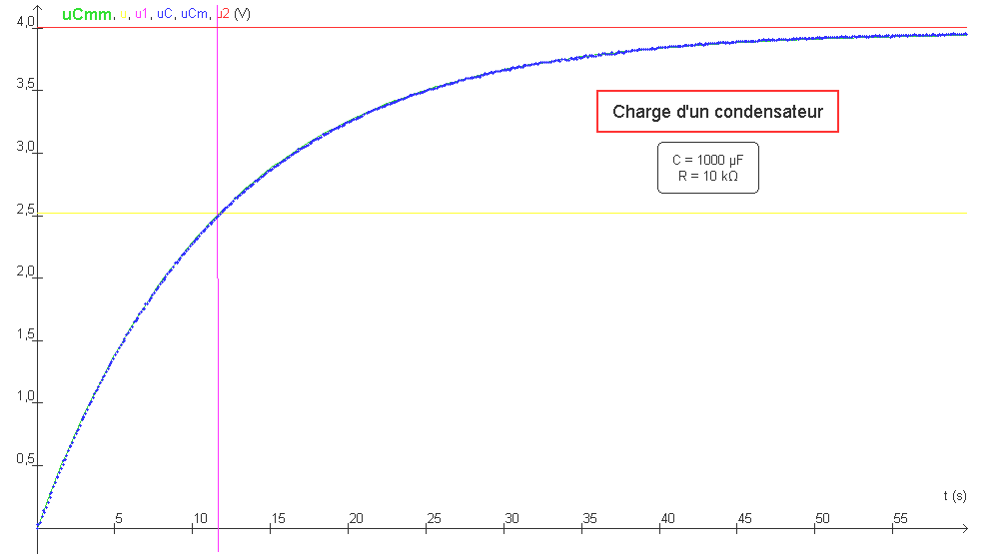 4,0
uCmm, u, u1, uC, uCm, u2 (V)
3,5
Charge d'un condensateur
3,0
C = 1000 µF
R = 10 kΩ
2,5
2,0
1,5
1,0
0,5
t (s)
5 10 15 20 25 30 35 40 45 50 55